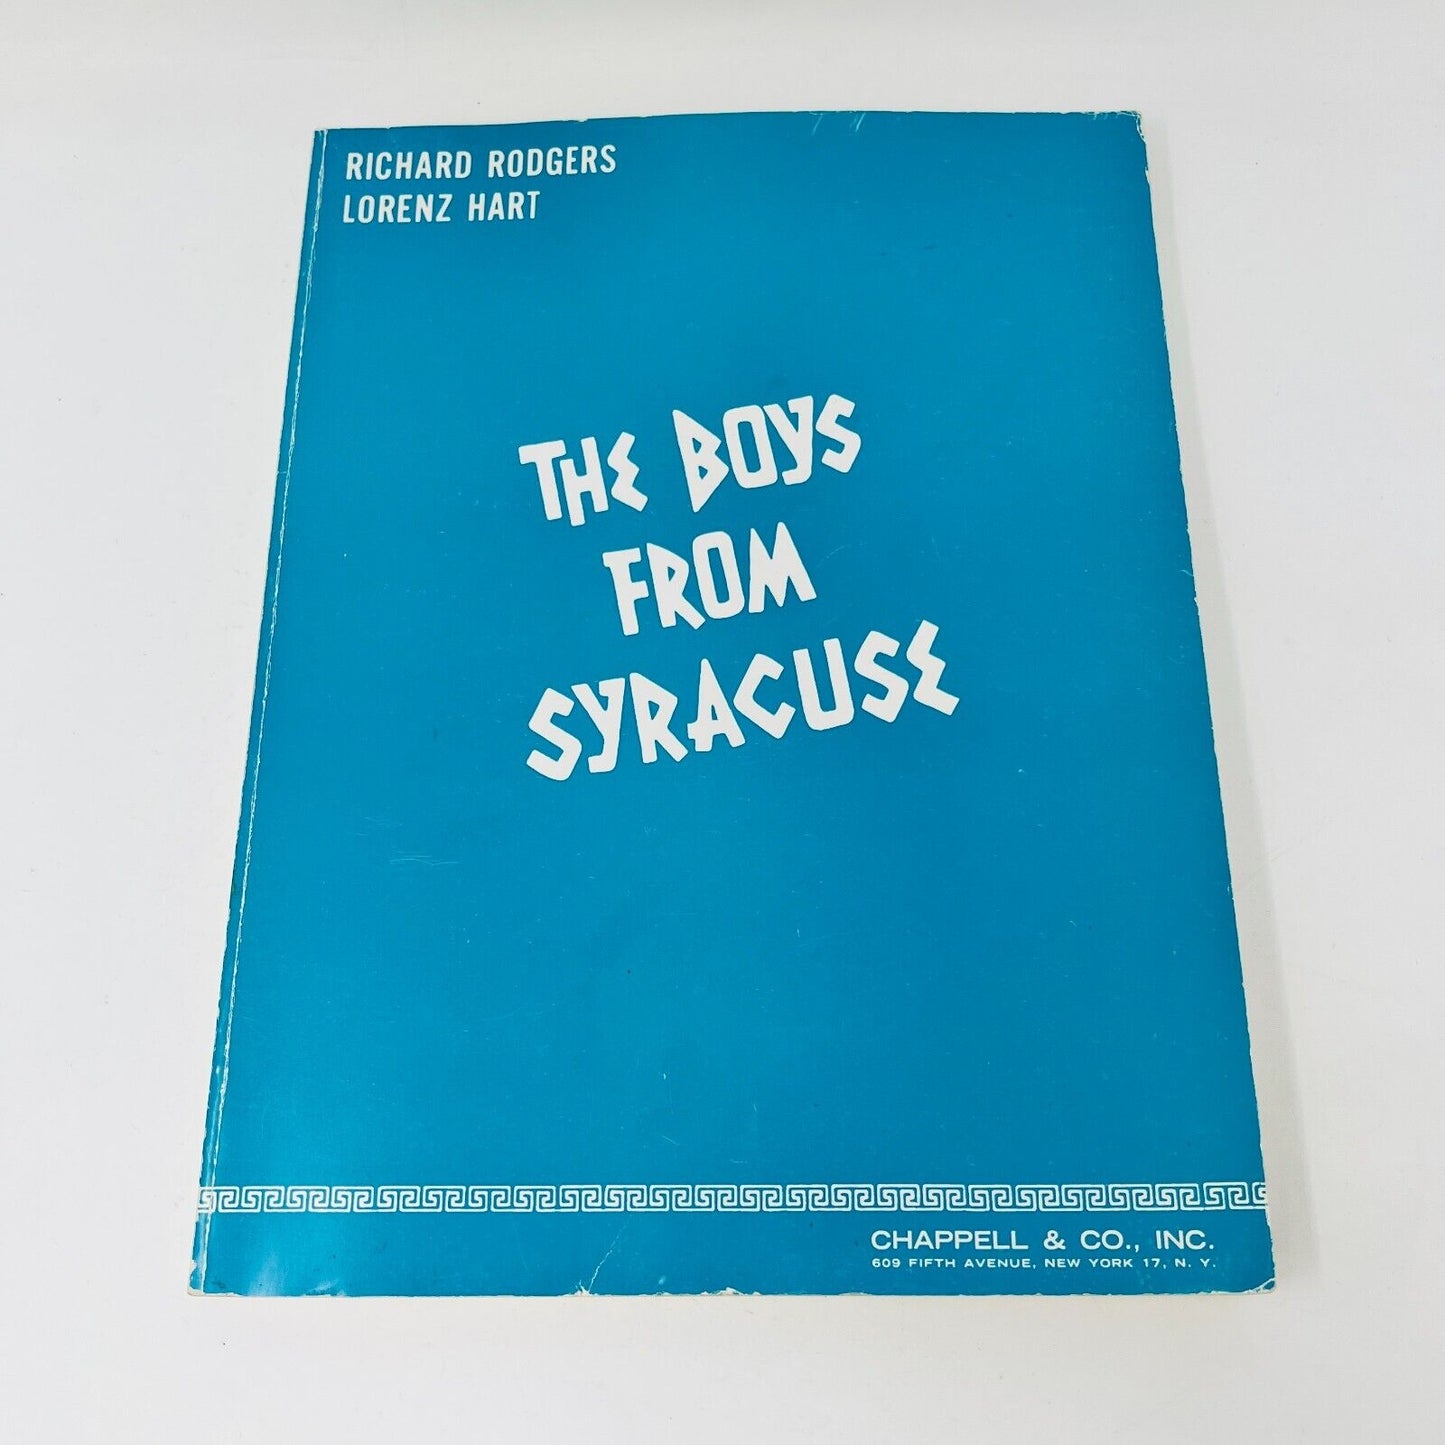 RICHARD RODGERS
LORENZ HART
THE BOYS
FROM
SYRACUSE
CHAPPELL & CO., INC.
609 FIFTH AVENUE, NEW YORK 17, N. Y.